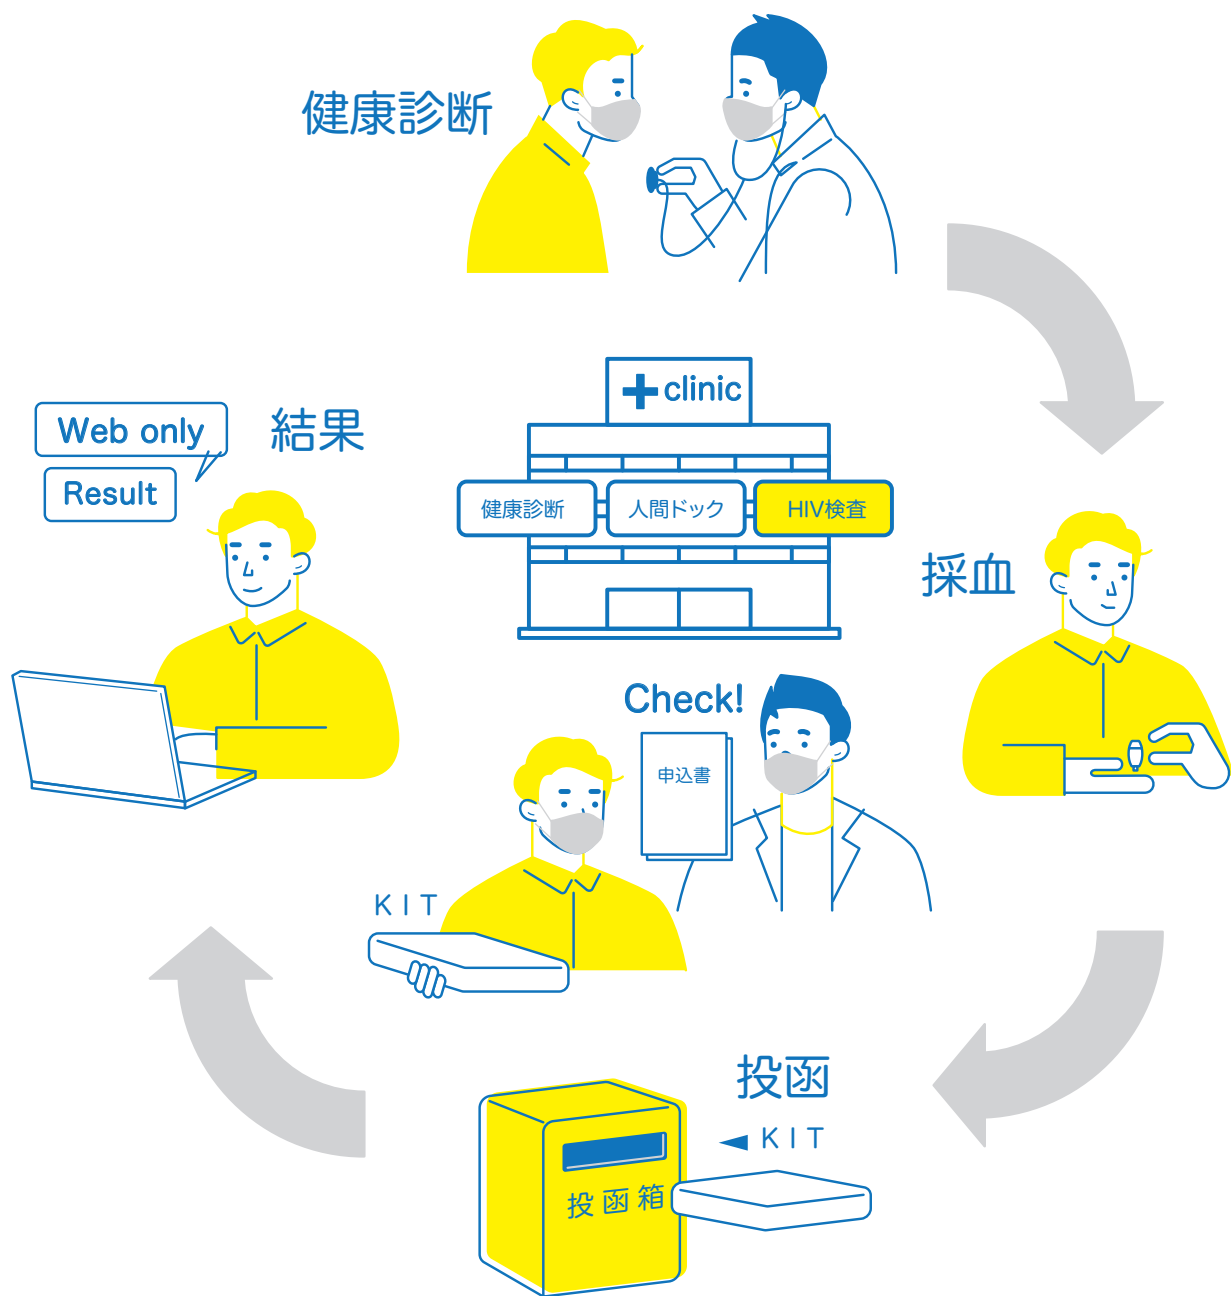 健康診断
clinic
Web only
結果
Result
健康診断
人間ドック
HIV検査
採血
Check!
申込書
KIT
投函
KIT
投函箱